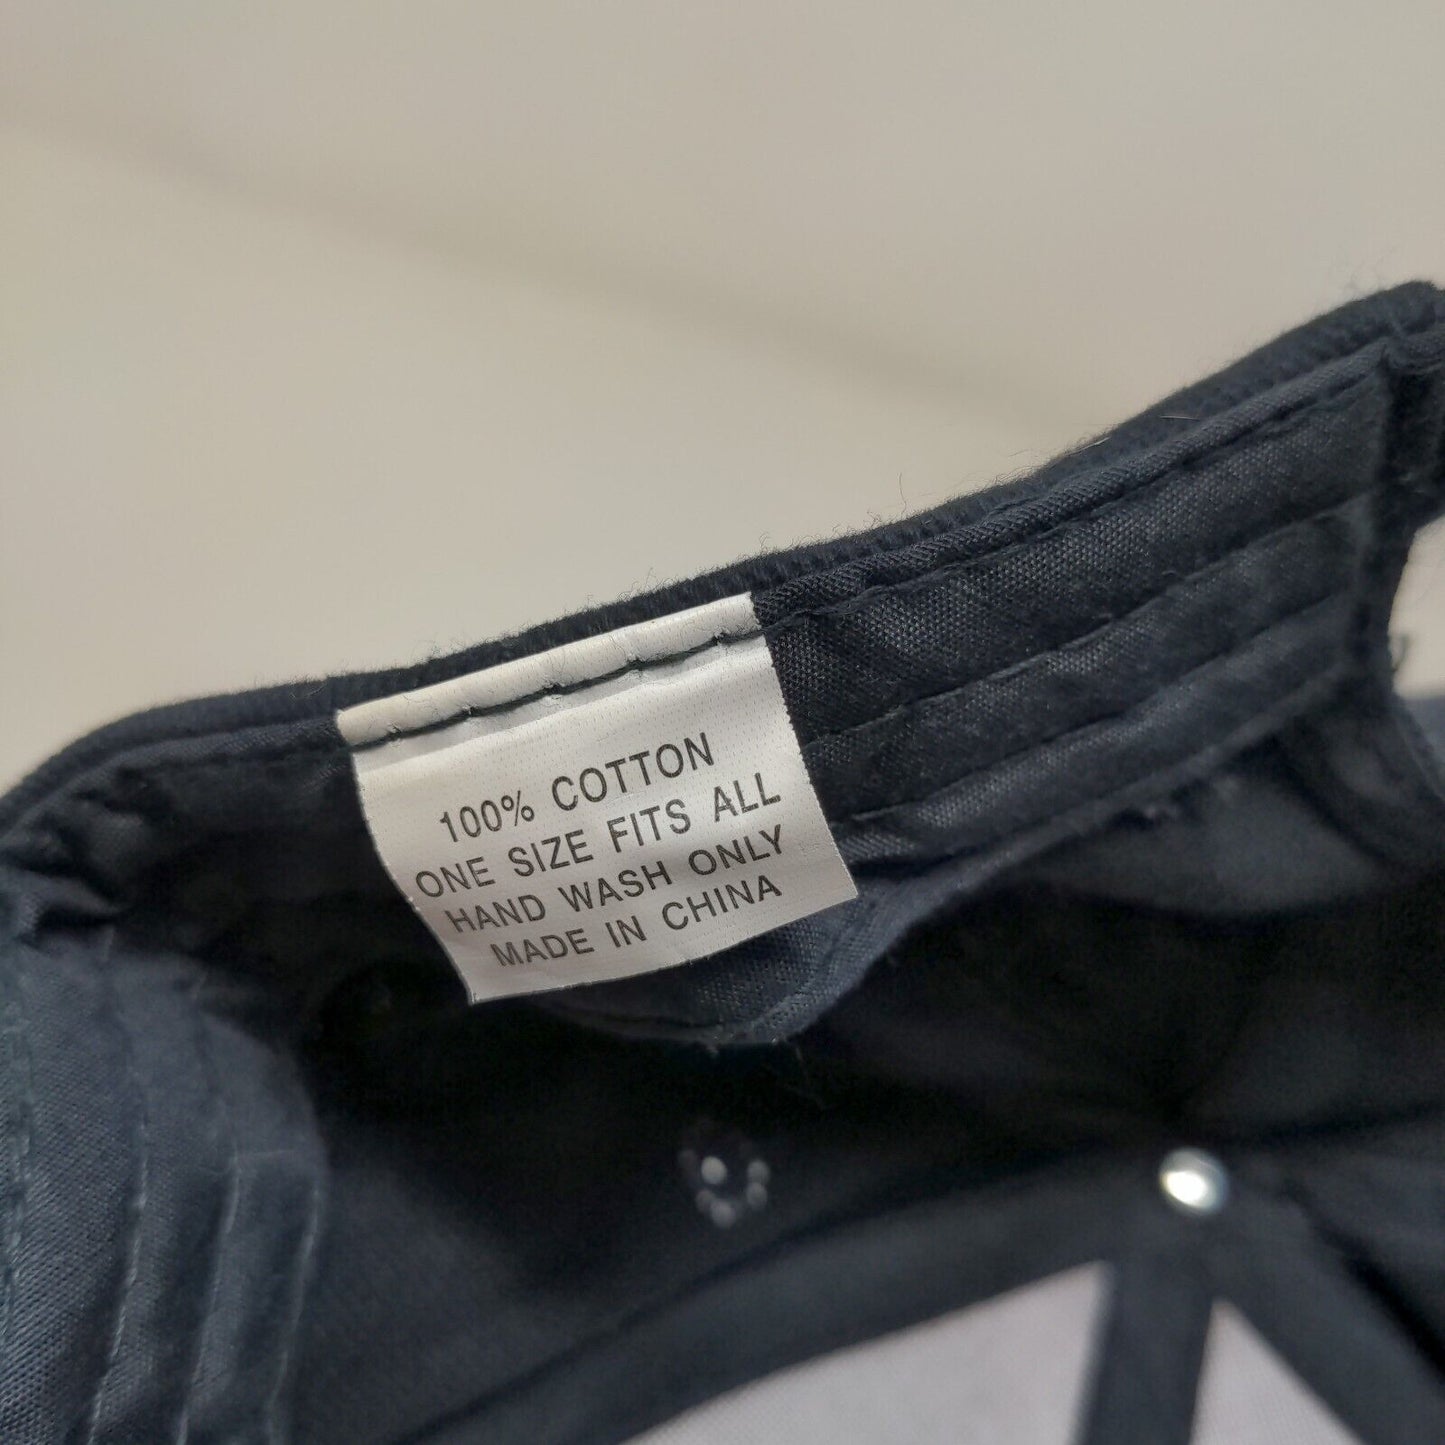 100% COTTON
ONE SIZE FITS ALL
HAND WASH ONLY
MADE IN CHINA